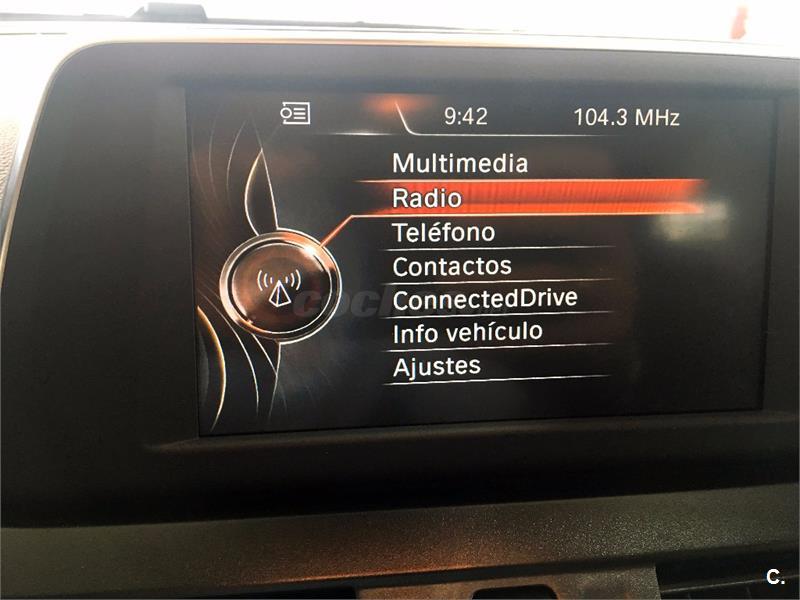 9:42 104.3 MHz
Multimedia
Radio
Teléfono
Contactos
ConnectedDrive
Info vehículo
Ajustes
C.